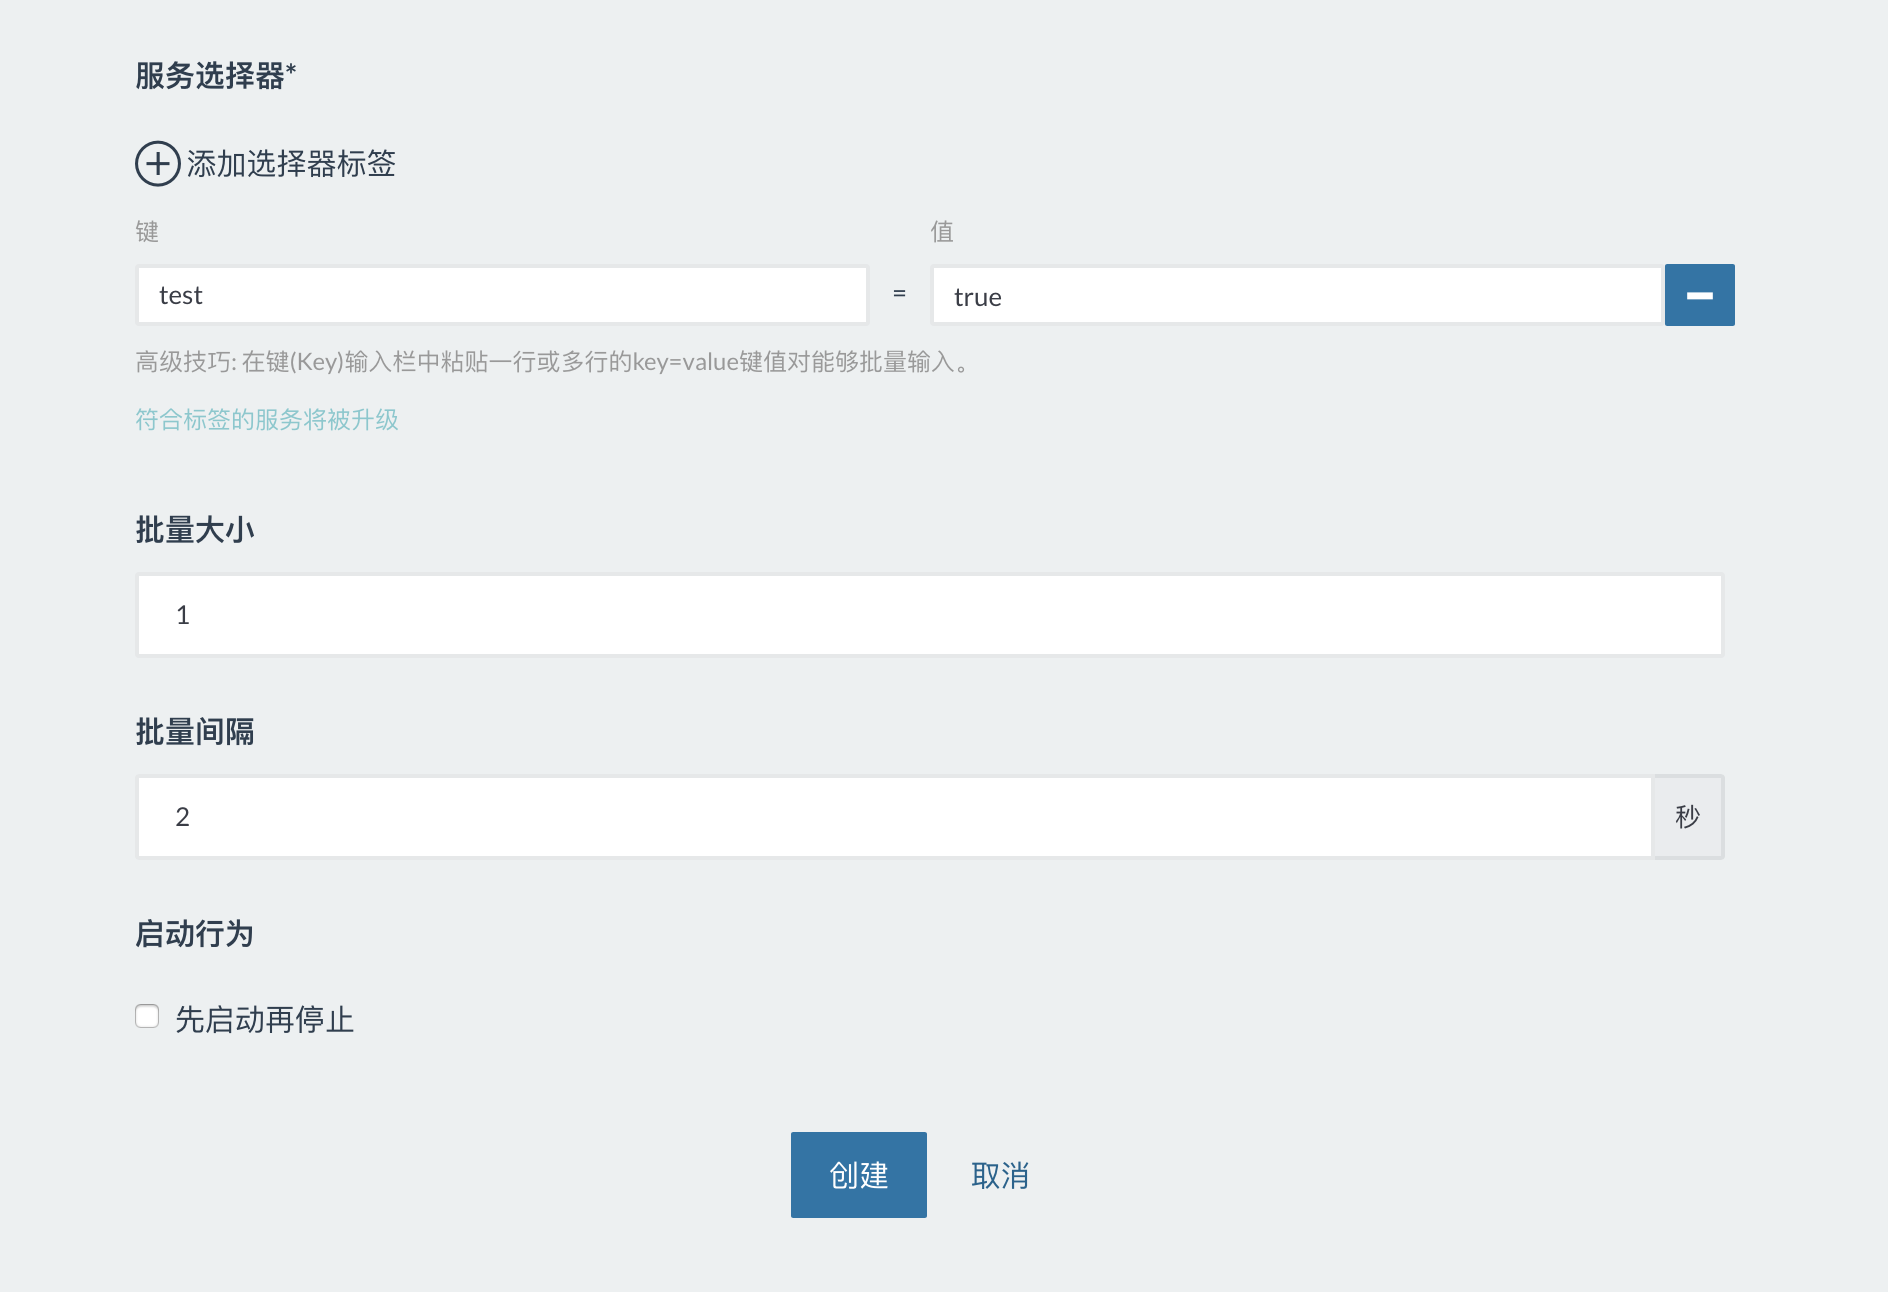 服务选择器*
添加选择器标签
键 值
test = true
高级技巧: 在键(Key)输入栏中粘贴一行或多行的key=value键值对能够批量输入。
符合标签的服务将被升级
批量大小
1
批量间隔
2 秒
启动行为
先启动再停止
创建 取消